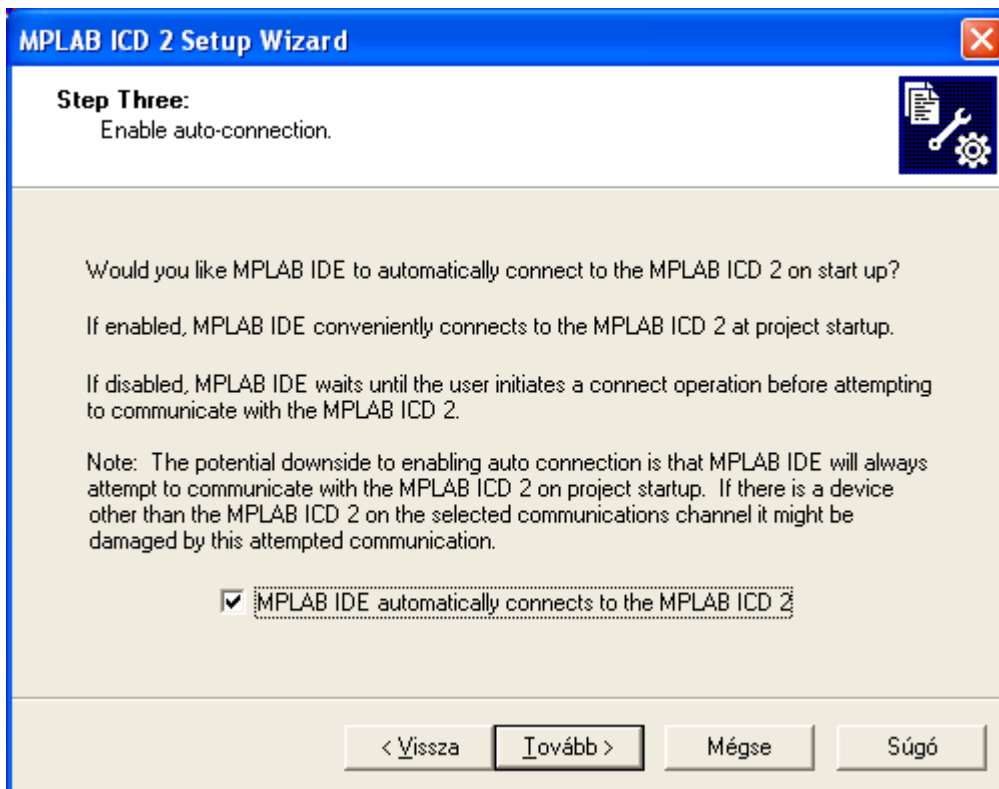 MPLAB ICD 2 Setup Wizard
Step Three:
Enable auto-connection.
Would you like MPLAB IDE to automatically connect to the MPLAB ICD 2 on start up?
If enabled, MPLAB IDE conveniently connects to the MPLAB ICD 2 at project startup.
If disabled, MPLAB IDE waits until the user initiates a connect operation before attempting
to communicate with the MPLAB ICD 2.
Note:  The potential downside to enabling auto connection is that MPLAB IDE will always
attempt to communicate with the MPLAB ICD 2 on project startup.  If there is a device
other than the MPLAB ICD 2 on the selected communications channel it might be
damaged by this attempted communication.
MPLAB IDE automatically connects to the MPLAB ICD 2
< Vissza
Tovább >
Mégse
Súgó